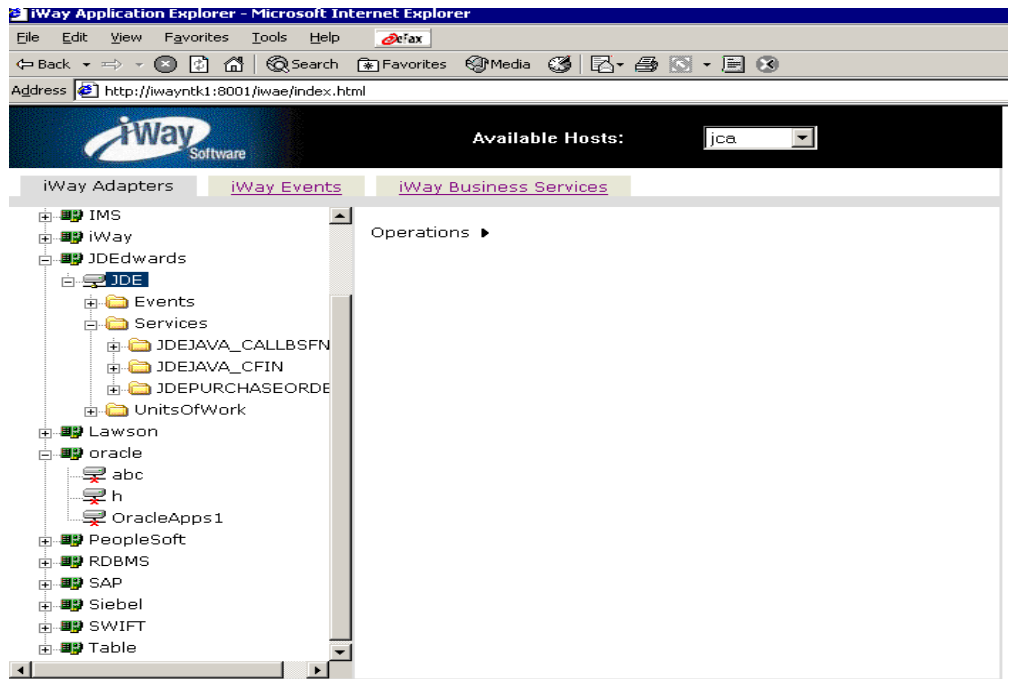 iWay Application Explorer - Microsoft Internet Explorer
File Edit View Favorites Tools Help eFax
Back Search Favorites Media
Address http://iwayntk1:8001/iwae/index.html
iWay Software Available Hosts: jca
iWay Adapters iWay Events iWay Business Services
IMS
iWay
Operations
JDEdwards
JDE
Events
Services
JDEJAVA_CALLBSFN
JDEJAVA_CFIN
JDEPURCHASEORDE
UnitsOfWork
Lawson
oracle
abc
h
OracleApps1
PeopleSoft
RDBMS
SAP
Siebel
SWIFT
Table